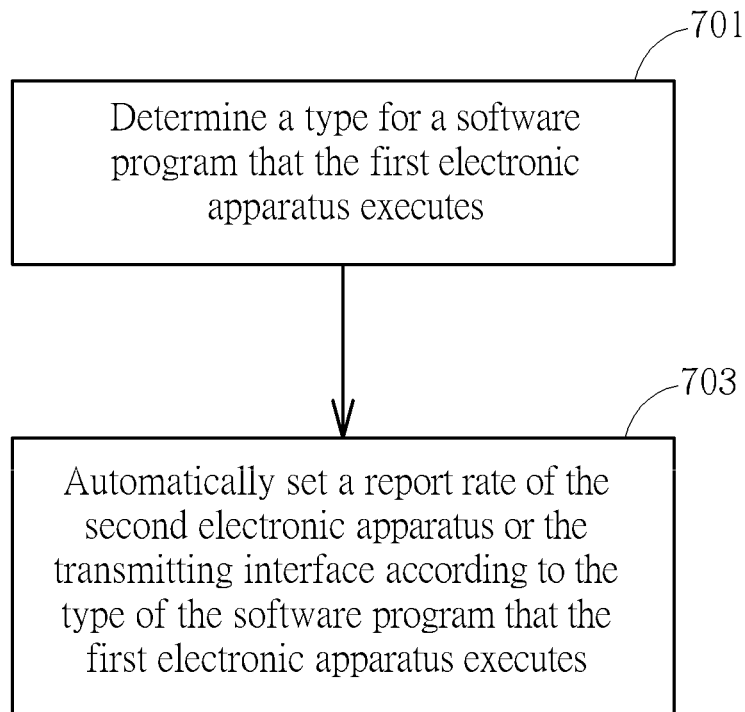 701
Determine a type for a software
program that the first electronic
apparatus executes
703
Automatically set a report rate of the
second electronic apparatus or the
transmitting interface according to the
type of the software program that the
first electronic apparatus executes